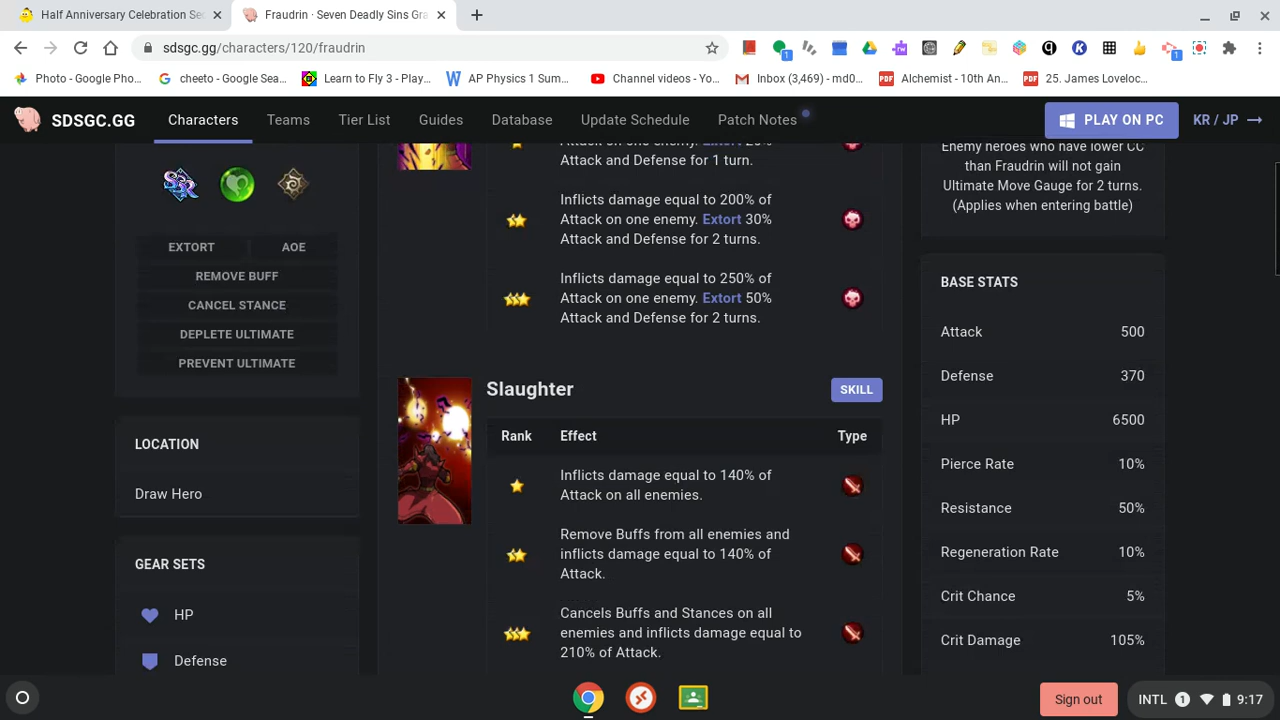 Half Anniversary Celebration Sec
Fraudrin · Seven Deadly Sins Gra
sdsgc.gg/characters/120/fraudrin
Photo - Google Pho...
cheeto - Google Sea...
Learn to Fly 3 - Play...
AP Physics 1 Sum...
Channel videos - Yo...
Inbox (3,469) - md0...
Alchemist - 10th An...
25. James Loveloc...
SDSGC.GG
Characters
Teams
Tier List
Guides
Database
Update Schedule
Patch Notes
PLAY ON PC
KR / JP
EXTORT
AOE
REMOVE BUFF
CANCEL STANCE
DEPLETE ULTIMATE
PREVENT ULTIMATE
LOCATION
Draw Hero
GEAR SETS
HP
Defense
Attack on one enemy. Extort 20%
Attack and Defense for 1 turn.
Inflicts damage equal to 200% of
Attack on one enemy. Extort 30%
Attack and Defense for 2 turns.
Inflicts damage equal to 250% of
Attack on one enemy. Extort 50%
Attack and Defense for 2 turns.
Slaughter
SKILL
Rank Effect Type
Inflicts damage equal to 140% of
Attack on all enemies.
Remove Buffs from all enemies and
inflicts damage equal to 140% of
Attack.
Cancels Buffs and Stances on all
enemies and inflicts damage equal to
210% of Attack.
Enemy heroes who have lower CC
than Fraudrin will not gain
Ultimate Move Gauge for 2 turns.
(Applies when entering battle)
BASE STATS
Attack 500
Defense 370
HP 6500
Pierce Rate 10%
Resistance 50%
Regeneration Rate 10%
Crit Chance 5%
Crit Damage 105%
Sign out
INTL 1 9:17